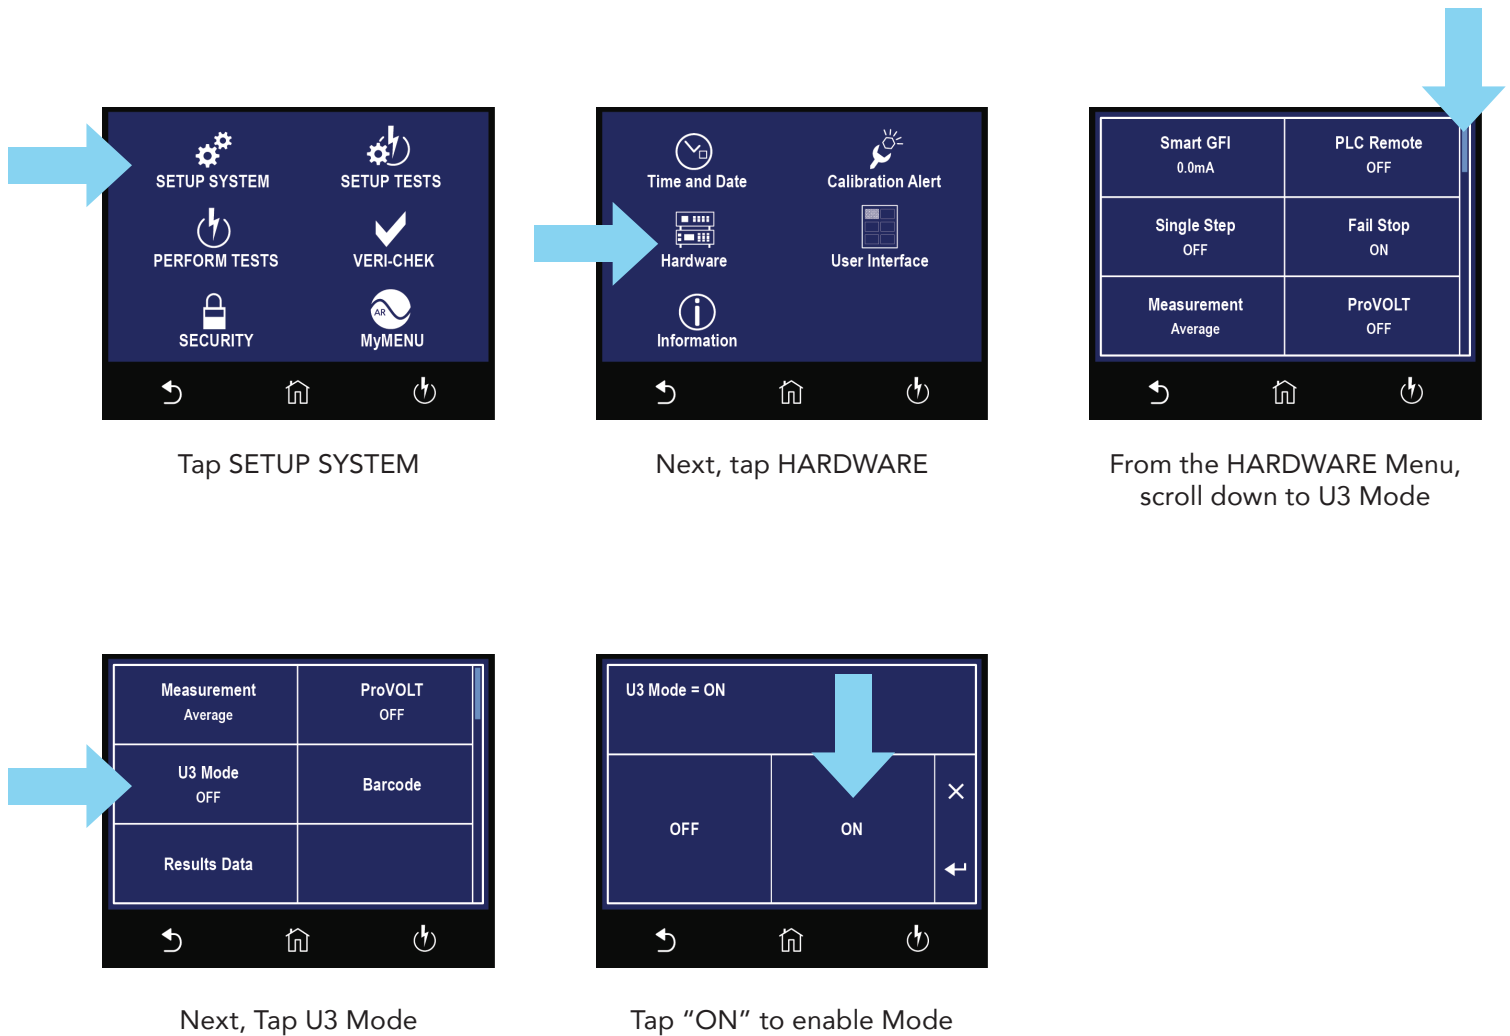 SETUP SYSTEM
SETUP TESTS
PERFORM TESTS
VERI-CHEK
SECURITY
AR
MyMENU
Tap SETUP SYSTEM
Time and Date
Calibration Alert
Hardware
User Interface
Information
Next, tap HARDWARE
Smart GFI
0.0mA
PLC Remote
OFF
Single Step
OFF
Fail Stop
ON
Measurement
Average
ProVOLT
OFF
From the HARDWARE Menu,
scroll down to U3 Mode
Measurement
Average
ProVOLT
OFF
U3 Mode
OFF
Barcode
Results Data
Next, Tap U3 Mode
U3 Mode = ON
OFF
ON
Tap “ON” to enable Mode